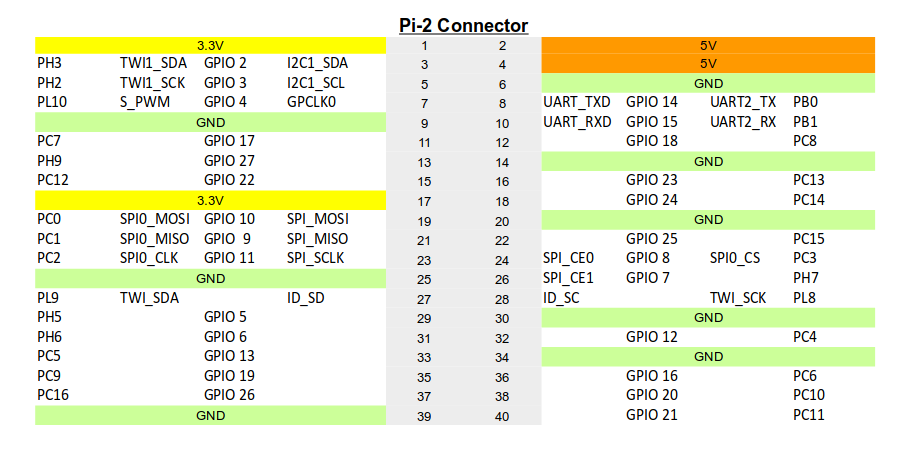 Pi-2 Connector
3.3V 1 2 5V
PH3 TWI1_SDA GPIO 2 I2C1_SDA 3 4 5V
PH2 TWI1_SCK GPIO 3 I2C1_SCL 5 6 GND
PL10 S_PWM GPIO 4 GPCLK0 7 8 UART_TXD GPIO 14 UART2_TX PB0
GND 9 10 UART_RXD GPIO 15 UART2_RX PB1
PC7 GPIO 17 11 12 GPIO 18 PC8
PH9 GPIO 27 13 14 GND
PC12 GPIO 22 15 16 GPIO 23 PC13
3.3V 17 18 GPIO 24 PC14
PC0 SPI0_MOSI GPIO 10 SPI_MOSI 19 20 GND
PC1 SPI0_MISO GPIO 9 SPI_MISO 21 22 GPIO 25 PC15
PC2 SPI0_CLK GPIO 11 SPI_SCLK 23 24 SPI_CE0 GPIO 8 SPI0_CS PC3
GND 25 26 SPI_CE1 GPIO 7 PH7
PL9 TWI_SDA ID_SD 27 28 ID_SC TWI_SCK PL8
PH5 GPIO 5 29 30 GND
PH6 GPIO 6 31 32 GPIO 12 PC4
PC5 GPIO 13 33 34 GND
PC9 GPIO 19 35 36 GPIO 16 PC6
PC16 GPIO 26 37 38 GPIO 20 PC10
GND 39 40 GPIO 21 PC11